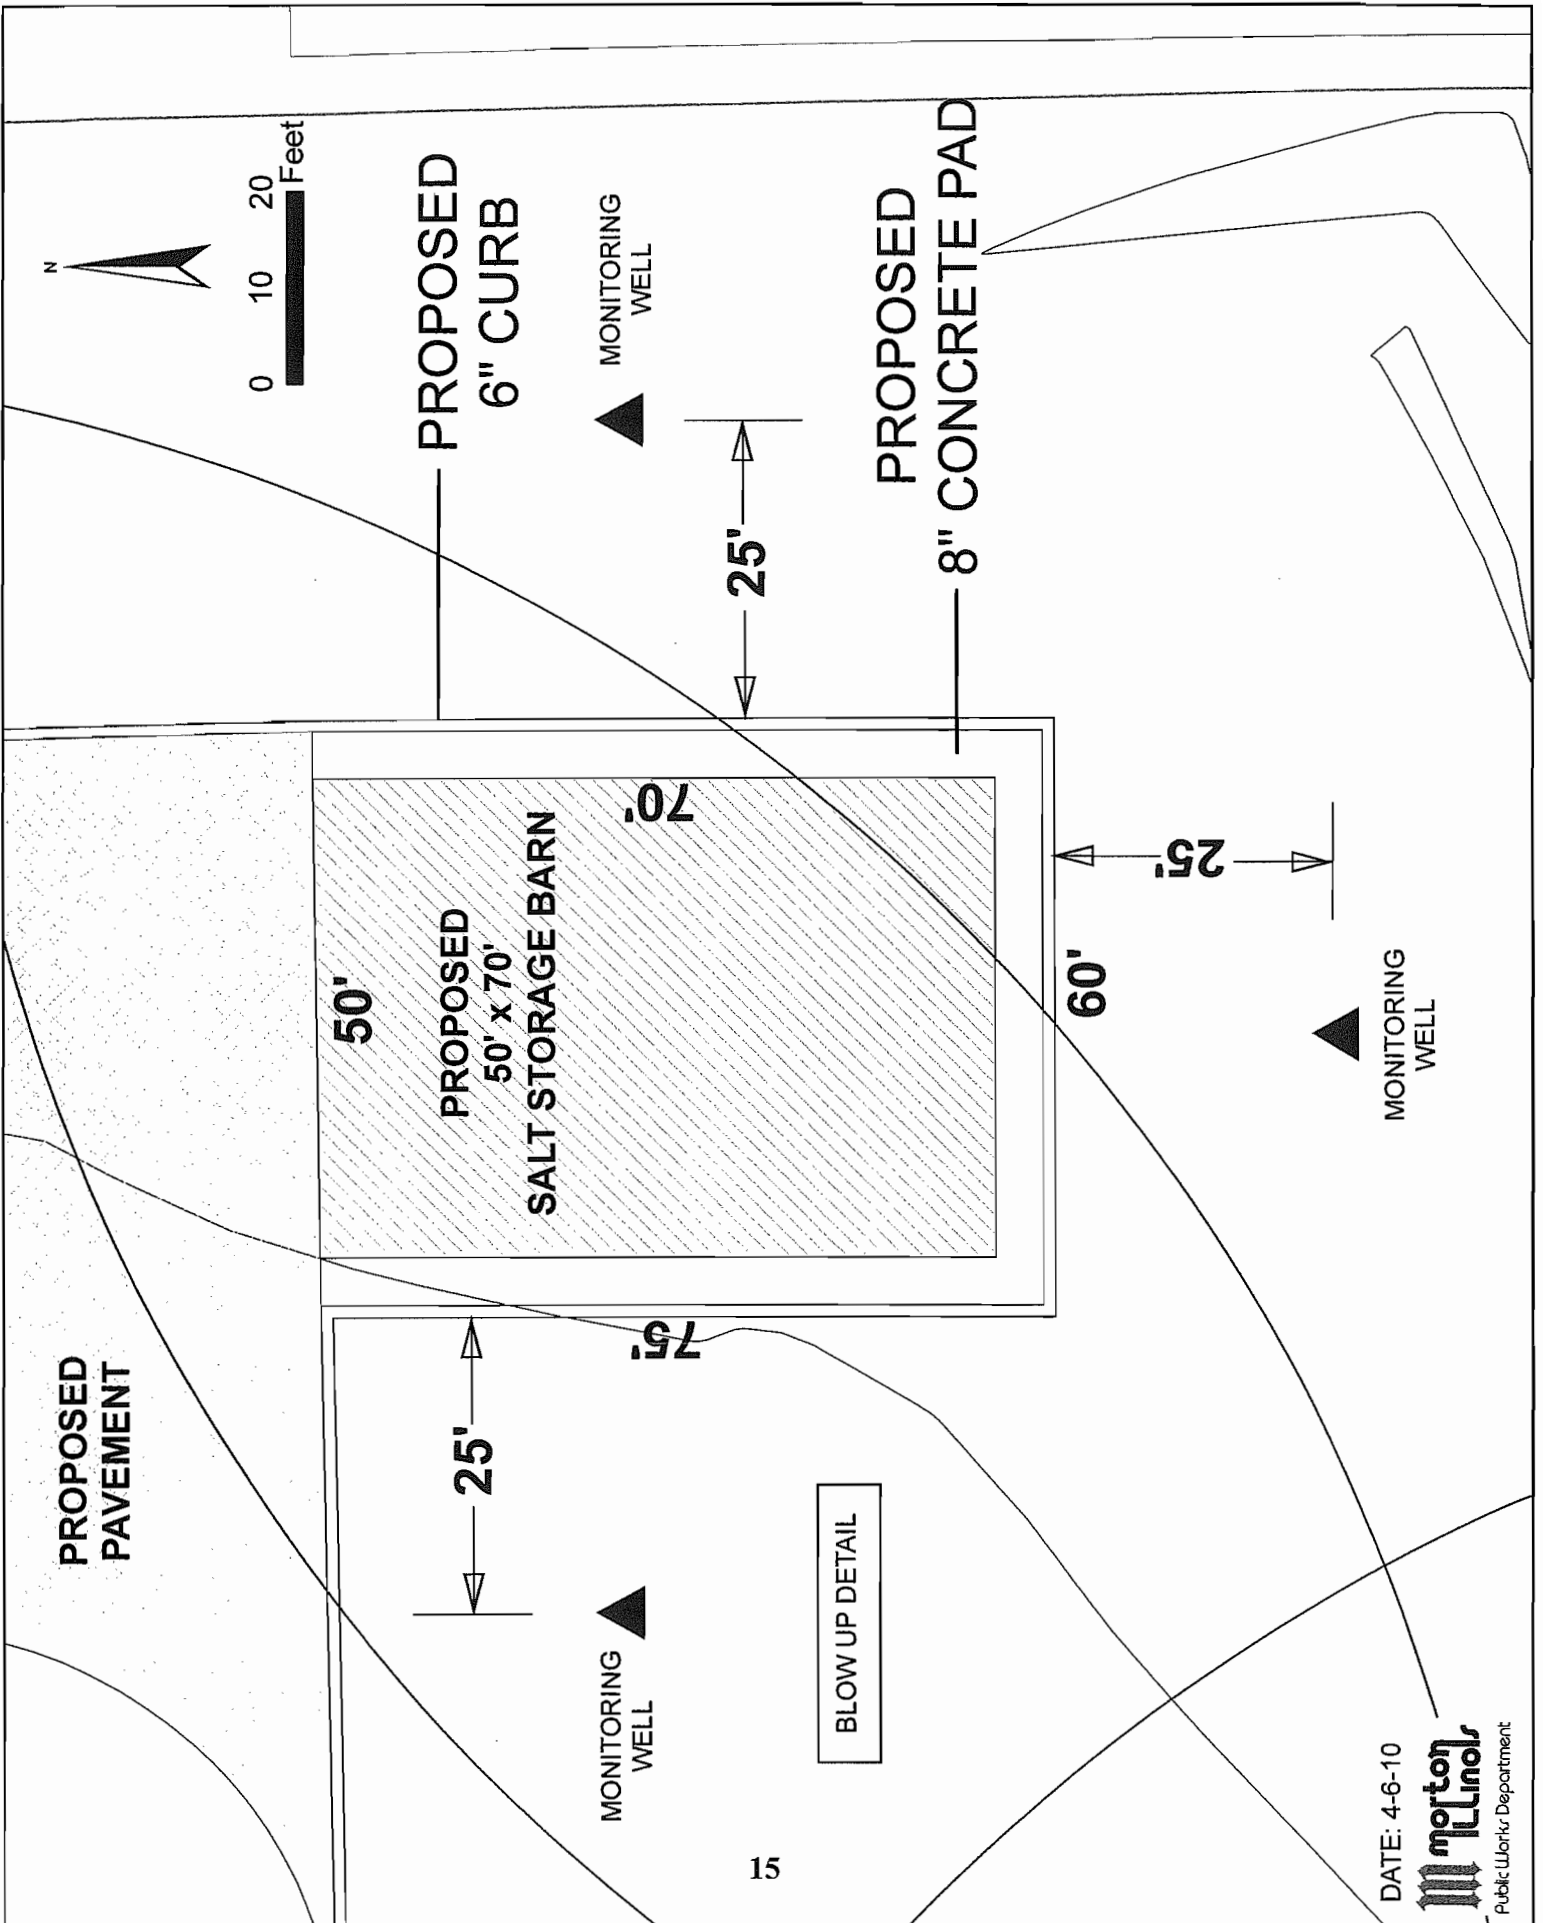 N
0 10 20
Feet
PROPOSED
6" CURB
MONITORING
WELL
25'
PROPOSED
8" CONCRETE PAD
PROPOSED
PAVEMENT
50'
PROPOSED
50' x 70'
SALT STORAGE BARN
70'
75'
60'
25'
25'
MONITORING
WELL
MONITORING
WELL
BLOW UP DETAIL
15
DATE: 4-6-10
morton
ILLinois
Public Works Department